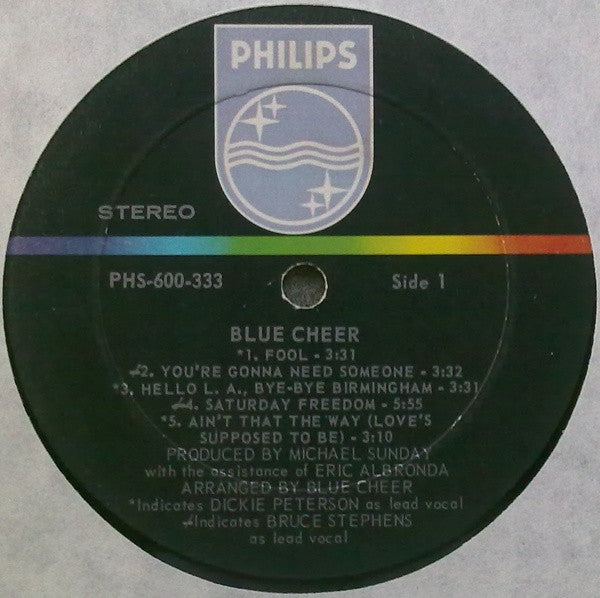 PHILIPS
STEREO
PHS-600-333 Side 1
BLUE CHEER
*1. FOOL - 3:31
⁂2. YOU'RE GONNA NEED SOMEONE - 3:32
*3. HELLO L. A., BYE-BYE BIRMINGHAM - 3:31
⁂4. SATURDAY FREEDOM - 5:55
*5. AIN'T THAT THE WAY (LOVE'S
SUPPOSED TO BE) - 3:10
PRODUCED BY MICHAEL SUNDAY
with the assistance of ERIC ALBRONDA
ARRANGED BY BLUE CHEER
*Indicates DICKIE PETERSON as lead vocal
⁂Indicates BRUCE STEPHENS
as lead vocal